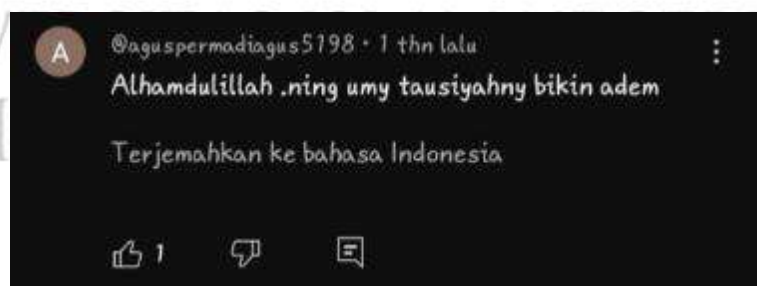 A
@aguspermadiagus5198 • 1 thn lalu
Alhamdulillah .ning umy tausiyahny bikin adem
Terjemahkan ke bahasa Indonesia
1